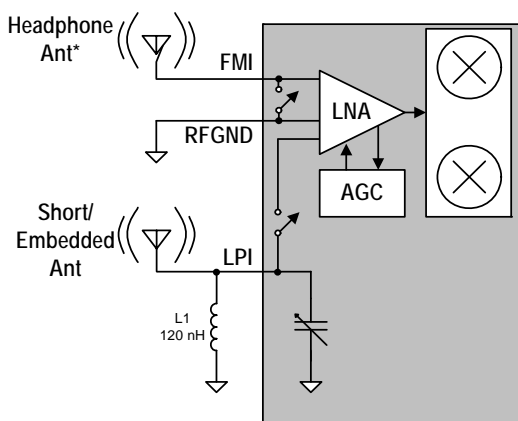 Headphone
Ant*
FMI
LNA
RFGND
AGC
Short/
Embedded
Ant
LPI
L1
120 nH